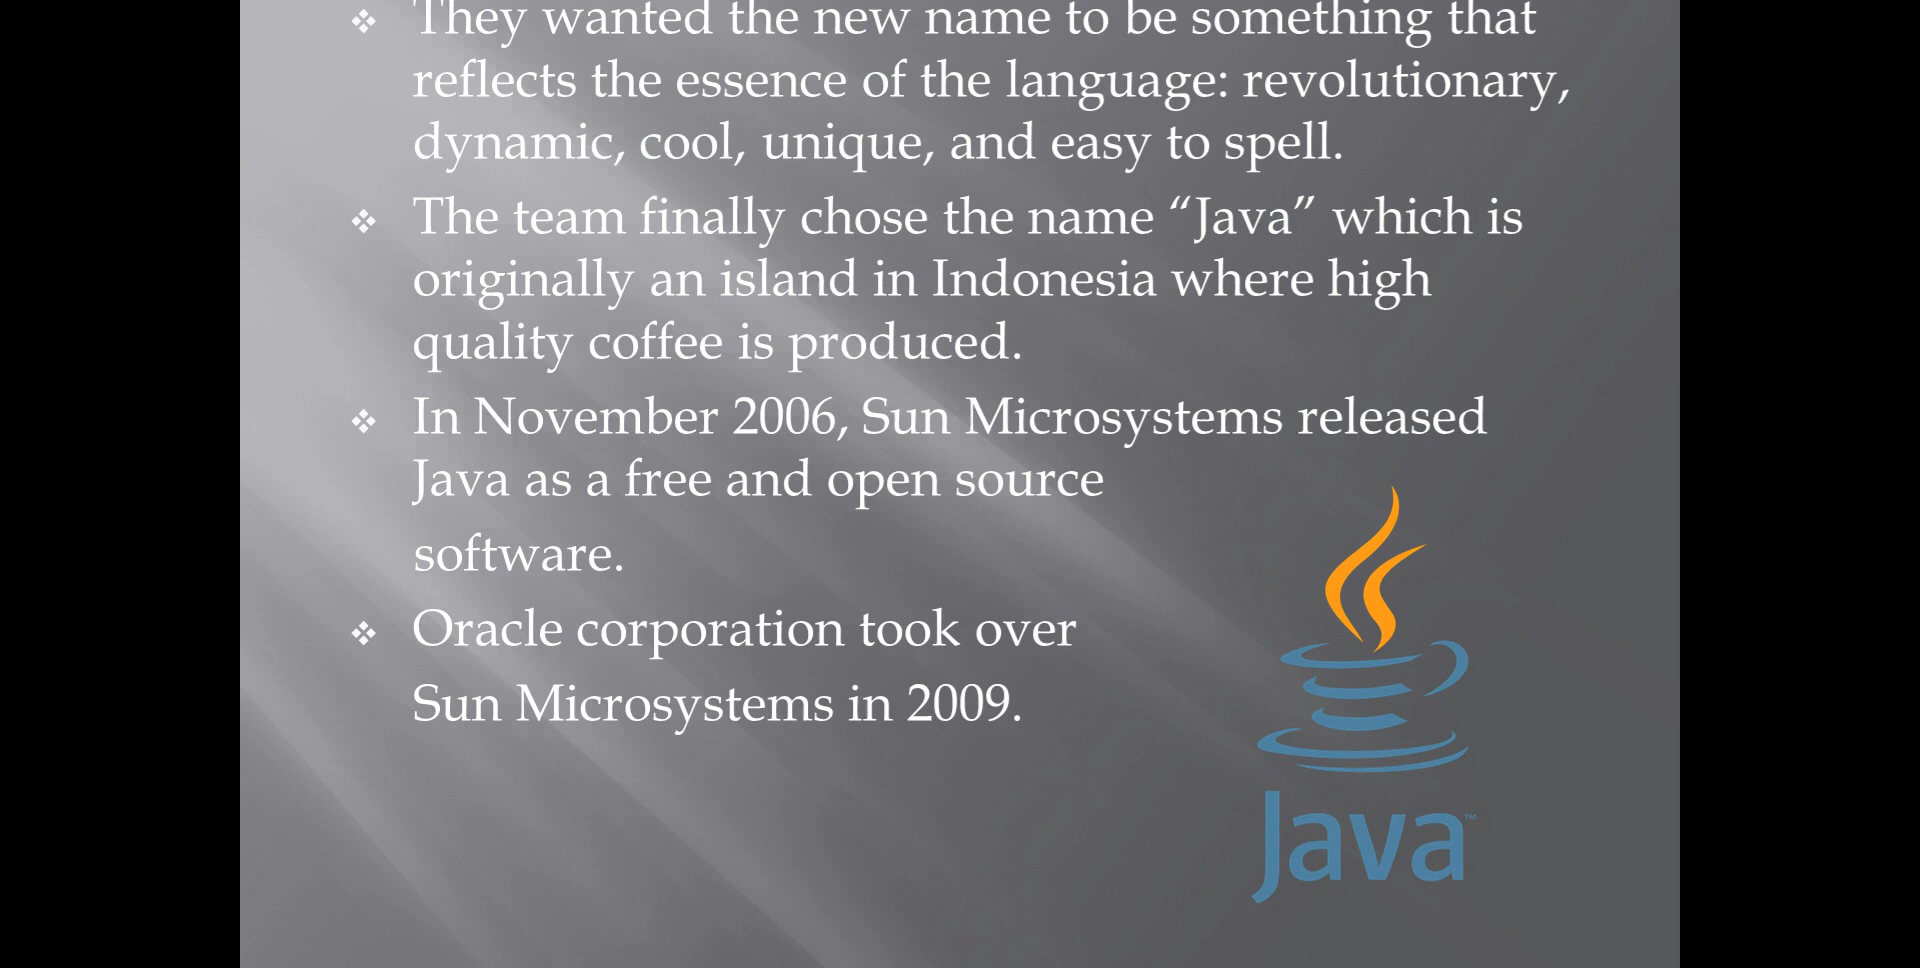 ❖ They wanted the new name to be something that
reflects the essence of the language: revolutionary,
dynamic, cool, unique, and easy to spell.
❖ The team finally chose the name “Java” which is
originally an island in Indonesia where high
quality coffee is produced.
❖ In November 2006, Sun Microsystems released
Java as a free and open source
software.
❖ Oracle corporation took over
Sun Microsystems in 2009.
Java™